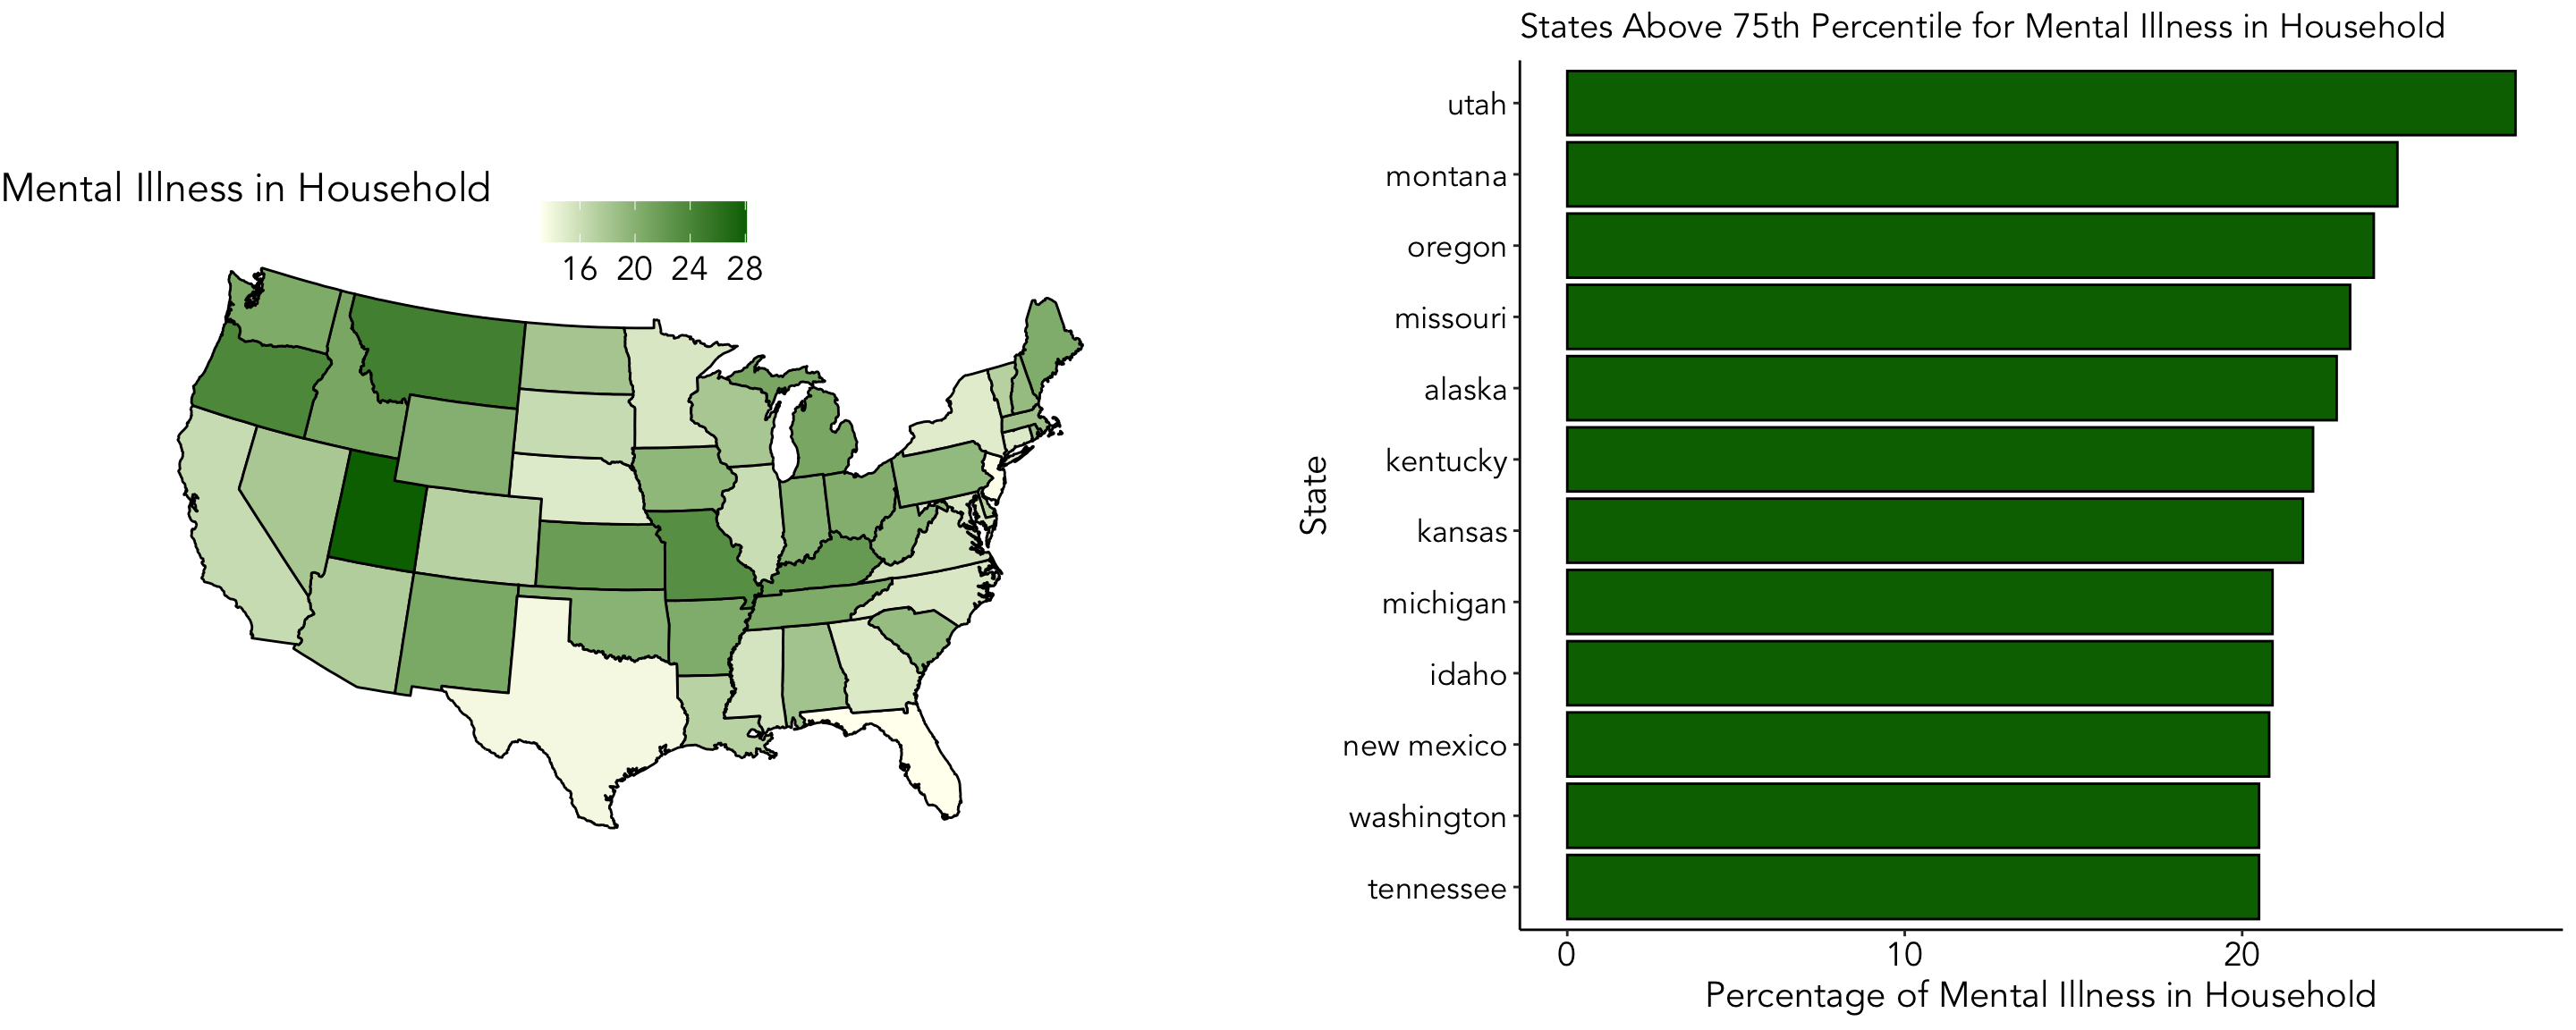 Mental Illness in Household
16 20 24 28
States Above 75th Percentile for Mental Illness in Household
State
utah
montana
oregon
missouri
alaska
kentucky
kansas
michigan
idaho
new mexico
washington
tennessee
0 10 20
Percentage of Mental Illness in Household